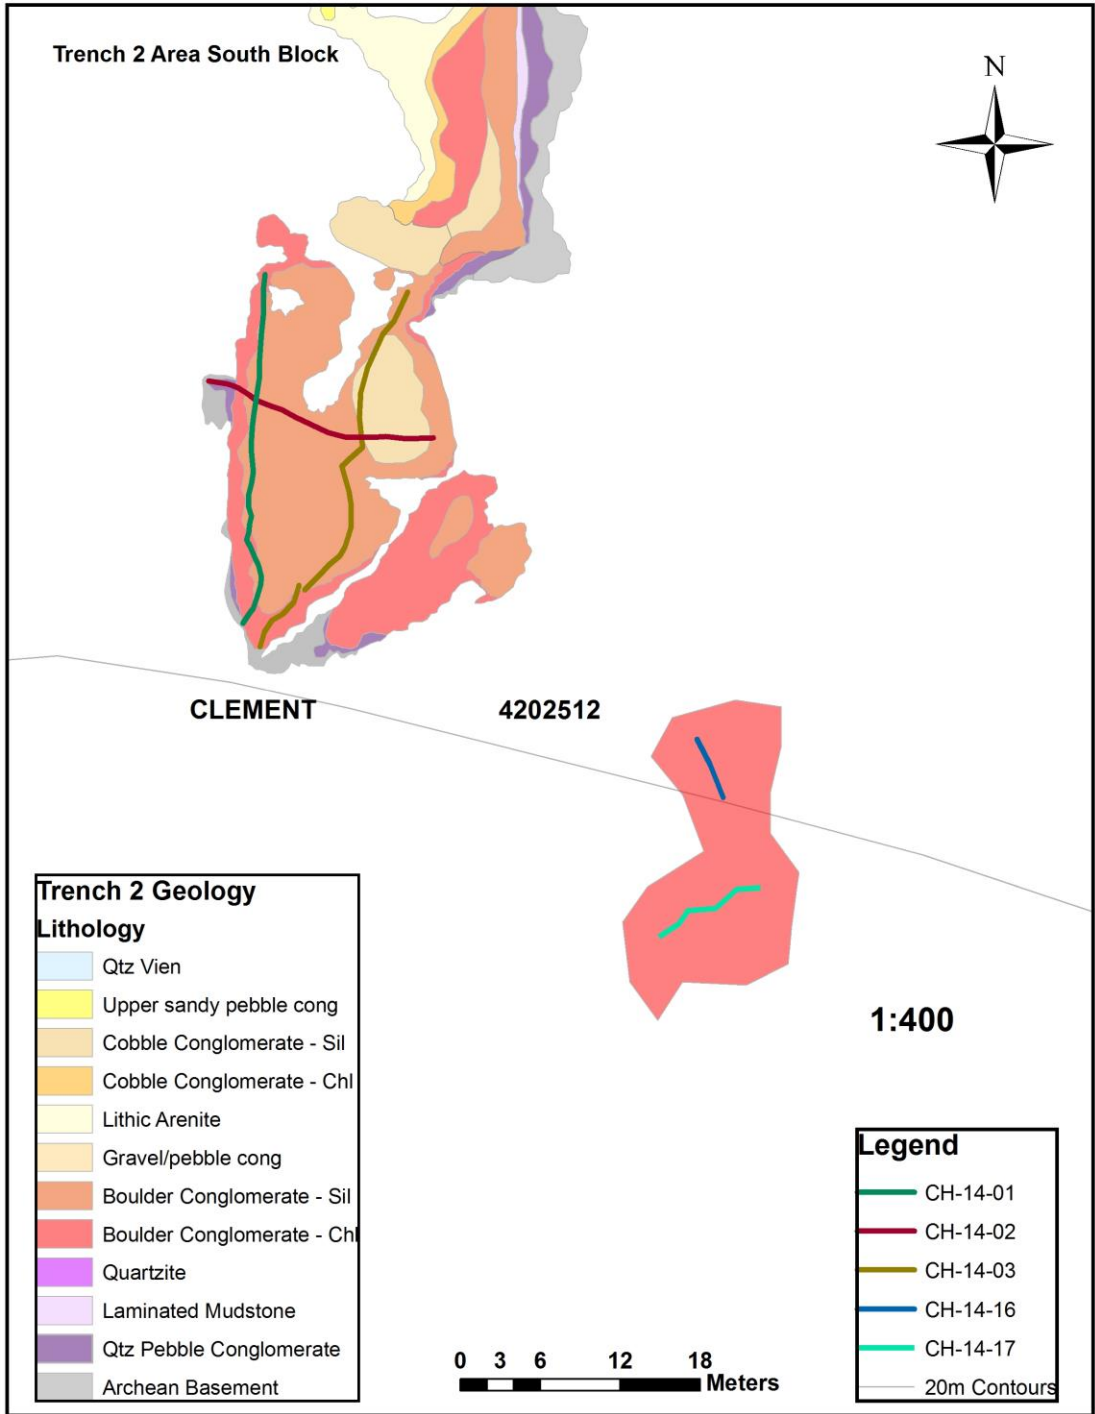 Trench 2 Area South Block
N
CLEMENT
4202512
Trench 2 Geology
Lithology
Qtz Vien
Upper sandy pebble cong
Cobble Conglomerate - Sil
Cobble Conglomerate - Chl
Lithic Arenite
Gravel/pebble cong
Boulder Conglomerate - Sil
Boulder Conglomerate - Chl
Quartzite
Laminated Mudstone
Qtz Pebble Conglomerate
Archean Basement
1:400
Legend
CH-14-01
CH-14-02
CH-14-03
CH-14-16
CH-14-17
20m Contours
0 3 6 12 18
Meters